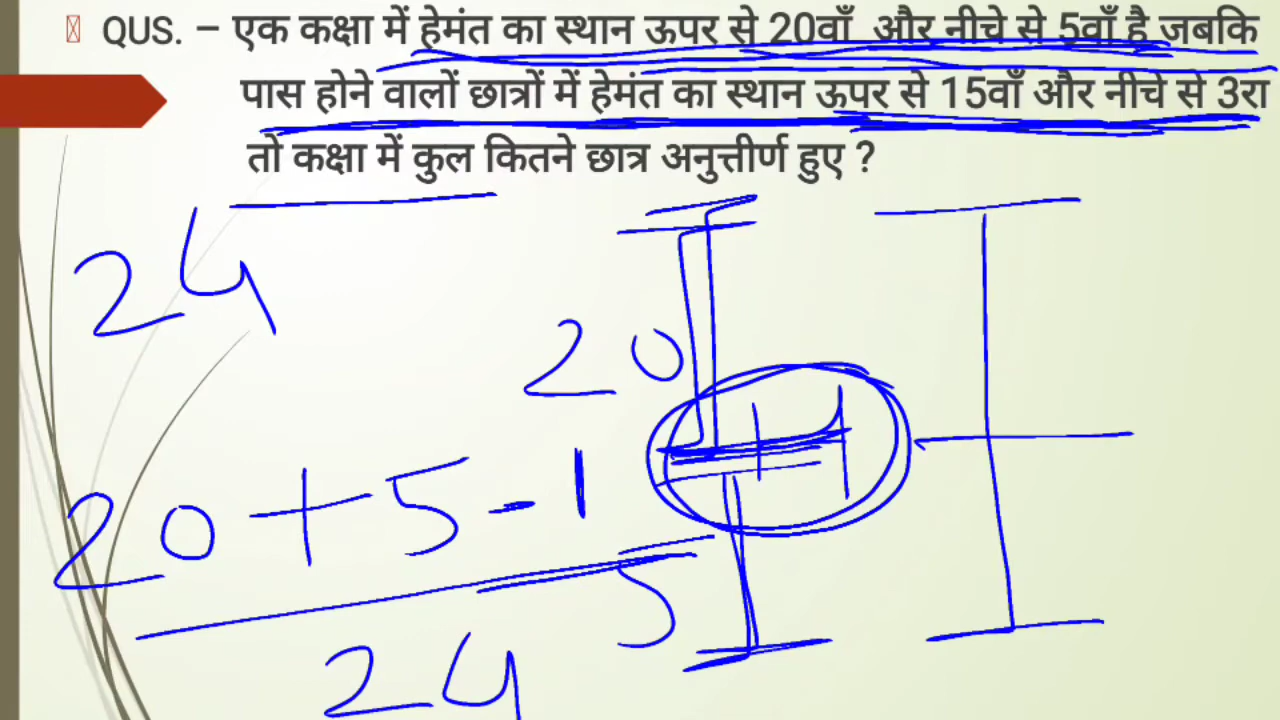 QUS. – एक कक्षा में हेमंत का स्थान ऊपर से 20वाँ और नीचे से 5वाँ है जबकि
पास होने वालों छात्रों में हेमंत का स्थान ऊपर से 15वाँ और नीचे से 3रा
तो कक्षा में कुल कितने छात्र अनुत्तीर्ण हुए ?
24
20
H
20+5-1
5
24